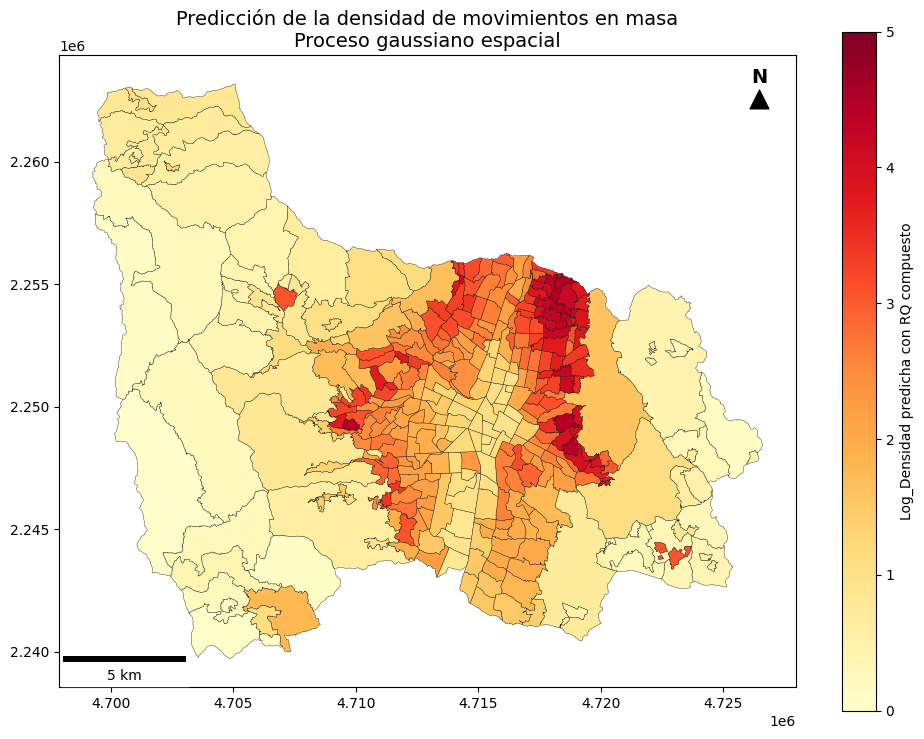 Predicción de la densidad de movimientos en masa
Proceso gaussiano espacial
1e6
N
2.260
2.255
2.250
2.245
2.240
5 km
4.700 4.705 4.710 4.715 4.720 4.725
1e6
5
4
3
2
1
0
Log_Densidad predicha con RQ compuesto